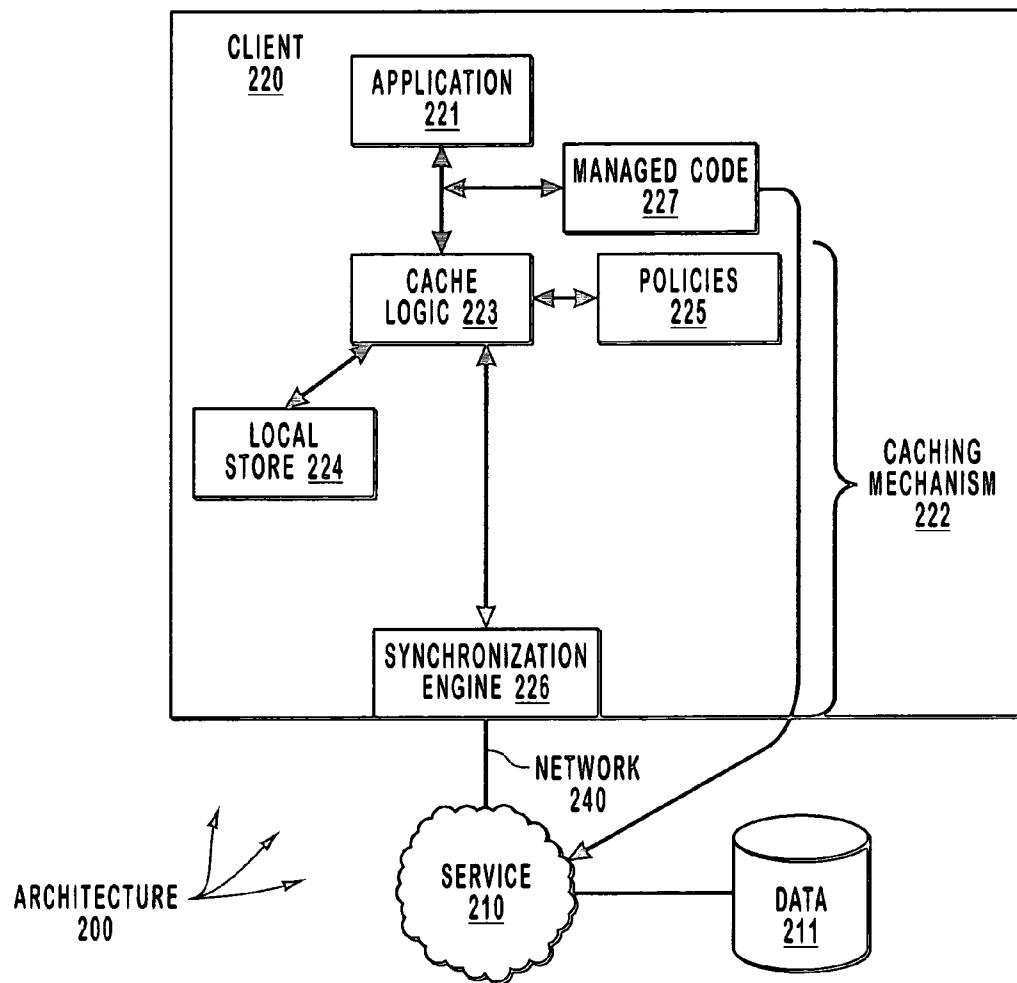 CLIENT
220
APPLICATION
221
MANAGED CODE
227
CACHE
LOGIC 223
POLICIES
225
LOCAL
STORE 224
CACHING
MECHANISM
222
SYNCHRONIZATION
ENGINE 226
NETWORK
240
ARCHITECTURE
200
SERVICE
210
DATA
211